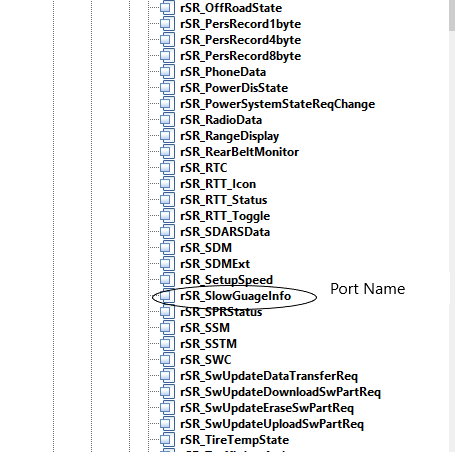 rSR_OffRoadState
rSR_PersRecord1byte
rSR_PersRecord4byte
rSR_PersRecord8byte
rSR_PhoneData
rSR_PowerDisState
rSR_PowerSystemStateReqChange
rSR_RadioData
rSR_RangeDisplay
rSR_RearBeltMonitor
rSR_RTC
rSR_RTT_Icon
rSR_RTT_Status
rSR_RTT_Toggle
rSR_SDARSData
rSR_SDM
rSR_SDMExt
rSR_SetupSpeed
rSR_SlowGuageInfo Port Name
rSR_SPRStatus
rSR_SSM
rSR_SSTM
rSR_SWC
rSR_SwUpdateDataTransferReq
rSR_SwUpdateDownloadSwPartReq
rSR_SwUpdateEraseSwPartReq
rSR_SwUpdateUploadSwPartReq
rSR_TireTempState